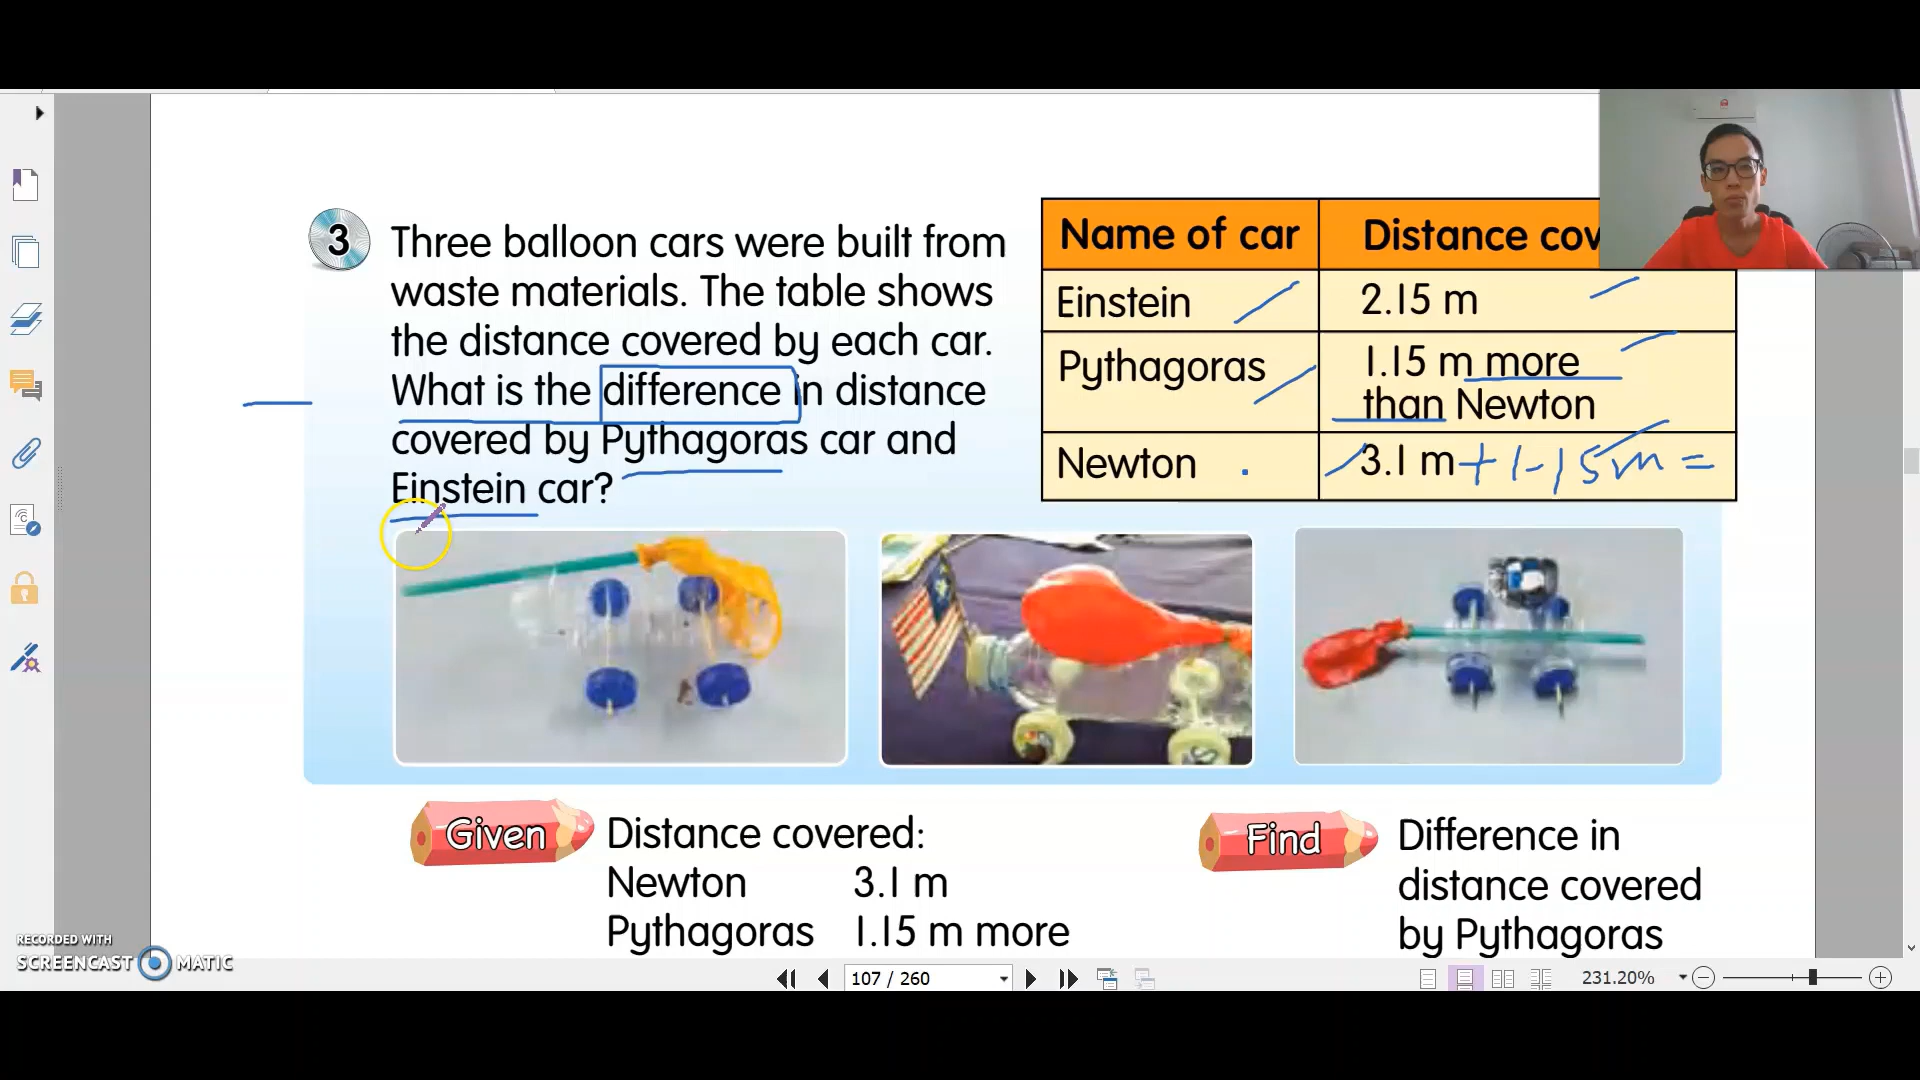 3
Three balloon cars were built from
waste materials. The table shows
the distance covered by each car.
What is the difference in distance
covered by Pythagoras car and
Einstein car?
Name of car Distance cov
Einstein 2.15 m
Pythagoras 1.15 m more
than Newton
Newton 3.1 m + 1.15m =
Given
Distance covered:
Newton 3.1 m
Pythagoras 1.15 m more
Find
Difference in
distance covered
by Pythagoras
RECORDED WITH
SCREENCAST MATIC
107 / 260
231.20%